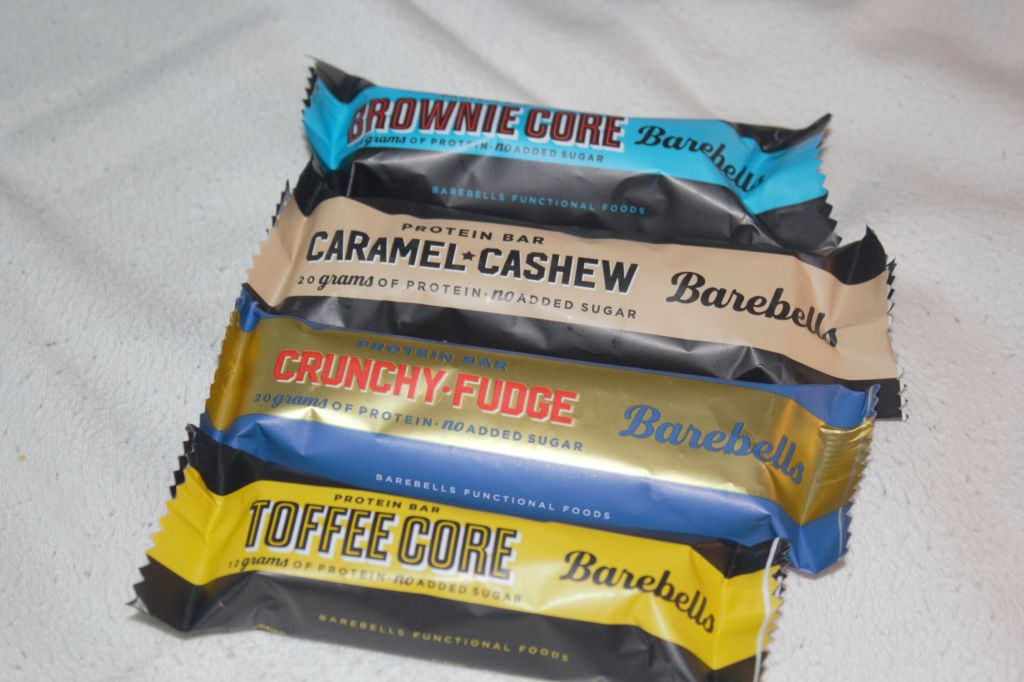 BROWNIE CORE
grams OF PROTEIN·no ADDED SUGAR
Barebells
BAREBELLS FUNCTIONAL FOODS
PROTEIN BAR
CARAMEL★CASHEW
20 grams OF PROTEIN·no ADDED SUGAR
Barebells
PROTEIN BAR
CRUNCHY·FUDGE
20 grams OF PROTEIN·no ADDED SUGAR
Barebells
BAREBELLS FUNCTIONAL FOODS
PROTEIN BAR
TOFFEE CORE
12 grams OF PROTEIN·no ADDED SUGAR
Barebells
BAREBELLS FUNCTIONAL FOODS